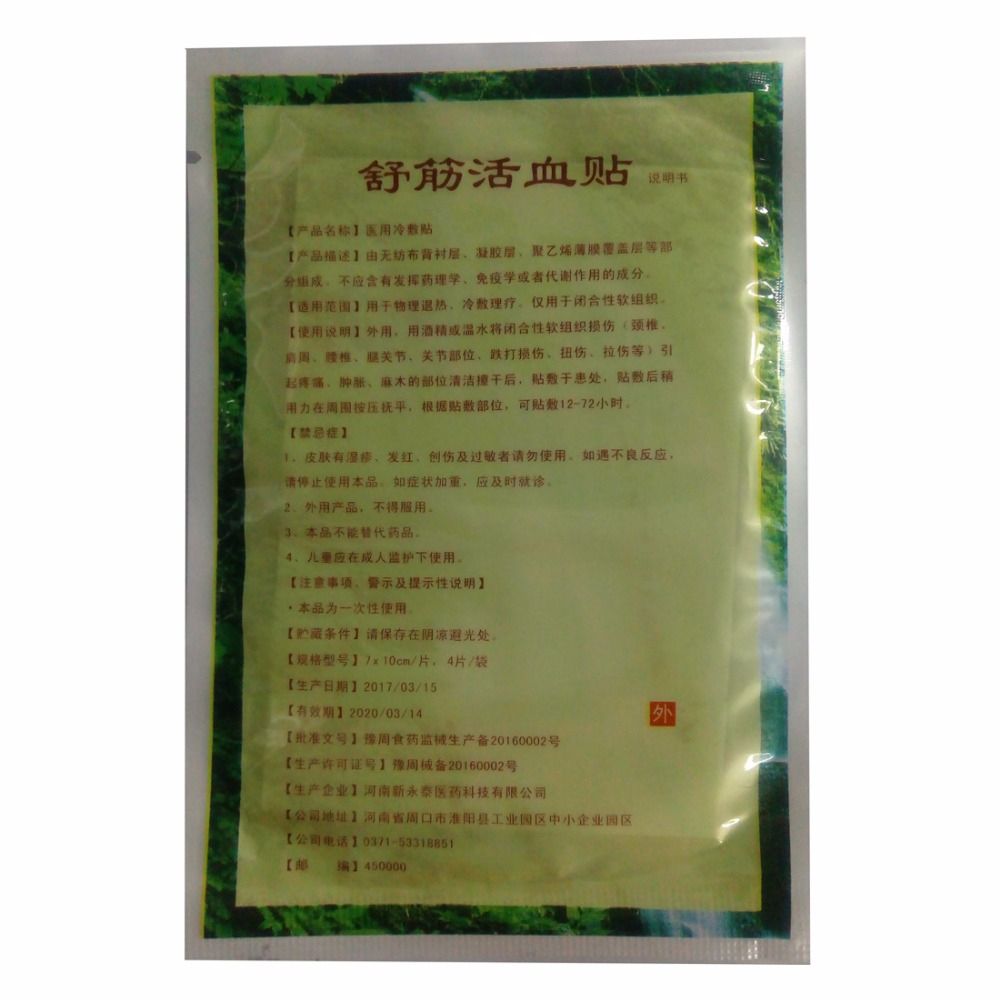 舒筋活血贴 说明书
【产品名称】医用冷敷贴
【产品描述】由无纺布背衬层、凝胶层、聚乙烯薄膜覆盖层等部
分组成。不应含有发挥药理学、免疫学或者代谢作用的成分。
【适用范围】用于物理退热、冷敷理疗。仅用于闭合性软组织。
【使用说明】外用，用酒精或温水将闭合性软组织损伤（颈椎、
肩周、腰椎、腿关节、关节部位、跌打损伤、扭伤、拉伤等）引
起疼痛、肿胀、麻木的部位清洁擦干后，贴敷于患处，贴敷后稍
用力在周围按压抚平，根据贴敷部位，可贴敷12-72小时。
【禁忌症】
1、皮肤有湿疹、发红、创伤及过敏者请勿使用。如遇不良反应，
请停止使用本品。如症状加重，应及时就诊。
2、外用产品，不得服用。
3、本品不能替代药品。
4、儿童应在成人监护下使用。
【注意事项、警示及提示性说明】
·本品为一次性使用。
【贮藏条件】请保存在阴凉避光处。
【规格型号】7x10cm/片，4片/袋
【生产日期】2017/03/15
【有效期】2020/03/14
外
【批准文号】豫周食药监械生产备20160002号
【生产许可证号】豫周械备20160002号
【生产企业】河南新永泰医药科技有限公司
【公司地址】河南省周口市淮阳县工业园区中小企业园区
【公司电话】0371-53318851
【邮 编】450000